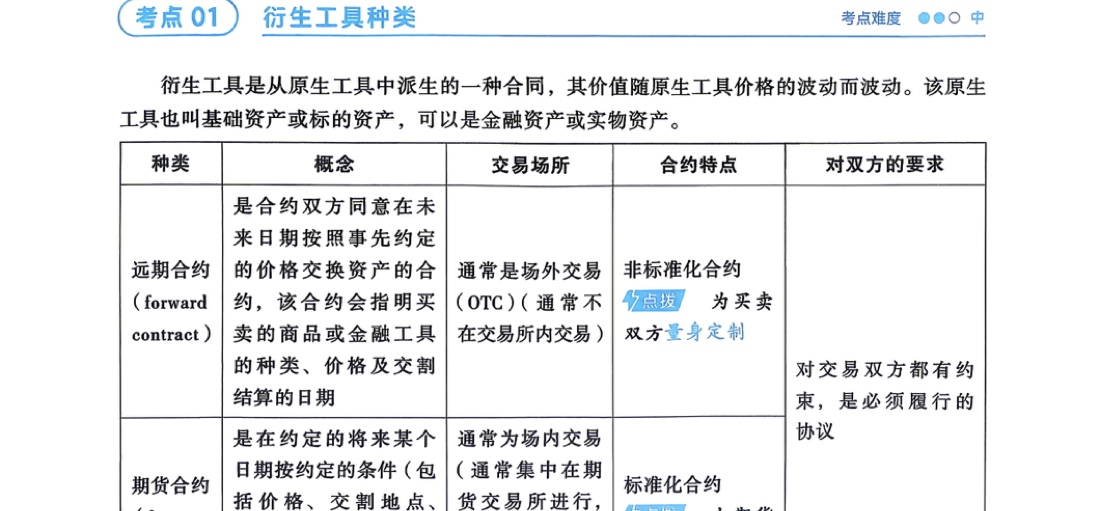 考点 01 衍生工具种类 考点难度 中
衍生工具是从原生工具中派生的一种合同，其价值随原生工具价格的波动而波动。该原生
工具也叫基础资产或标的资产，可以是金融资产或实物资产。
种类 概念 交易场所 合约特点 对双方的要求
远期合约
（forward
contract）
是合约双方同意在未
来日期按照事先约定
的价格交换资产的合
约，该合约会指明买
卖的商品或金融工具
的种类、价格及交割
结算的日期
通常是场外交易
（OTC）（通常不
在交易所内交易）
非标准化合约
点拨 为买卖
双方量身定制
对交易双方都有约
束，是必须履行的
协议
期货合约
是在约定的将来某个
日期按约定的条件（包
括价格、交割地点、
通常为场内交易
（通常集中在期
货交易所进行，
标准化合约